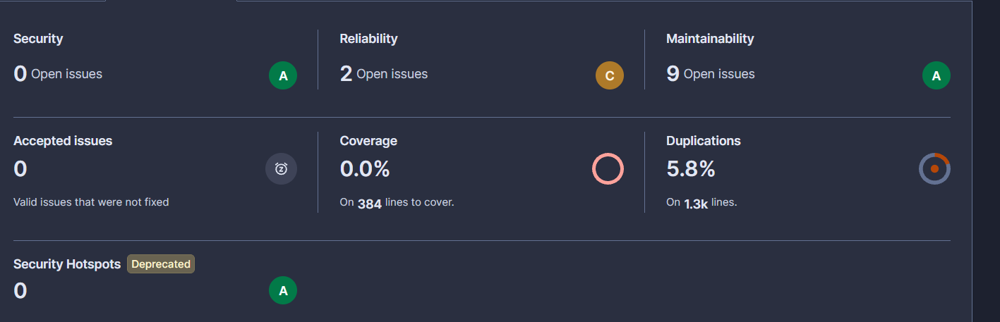 Security
0 Open issues
A
Reliability
2 Open issues
C
Maintainability
9 Open issues
A
Accepted issues
0
Valid issues that were not fixed
Coverage
0.0%
On 384 lines to cover.
Duplications
5.8%
On 1.3k lines.
Security Hotspots Deprecated
0
A